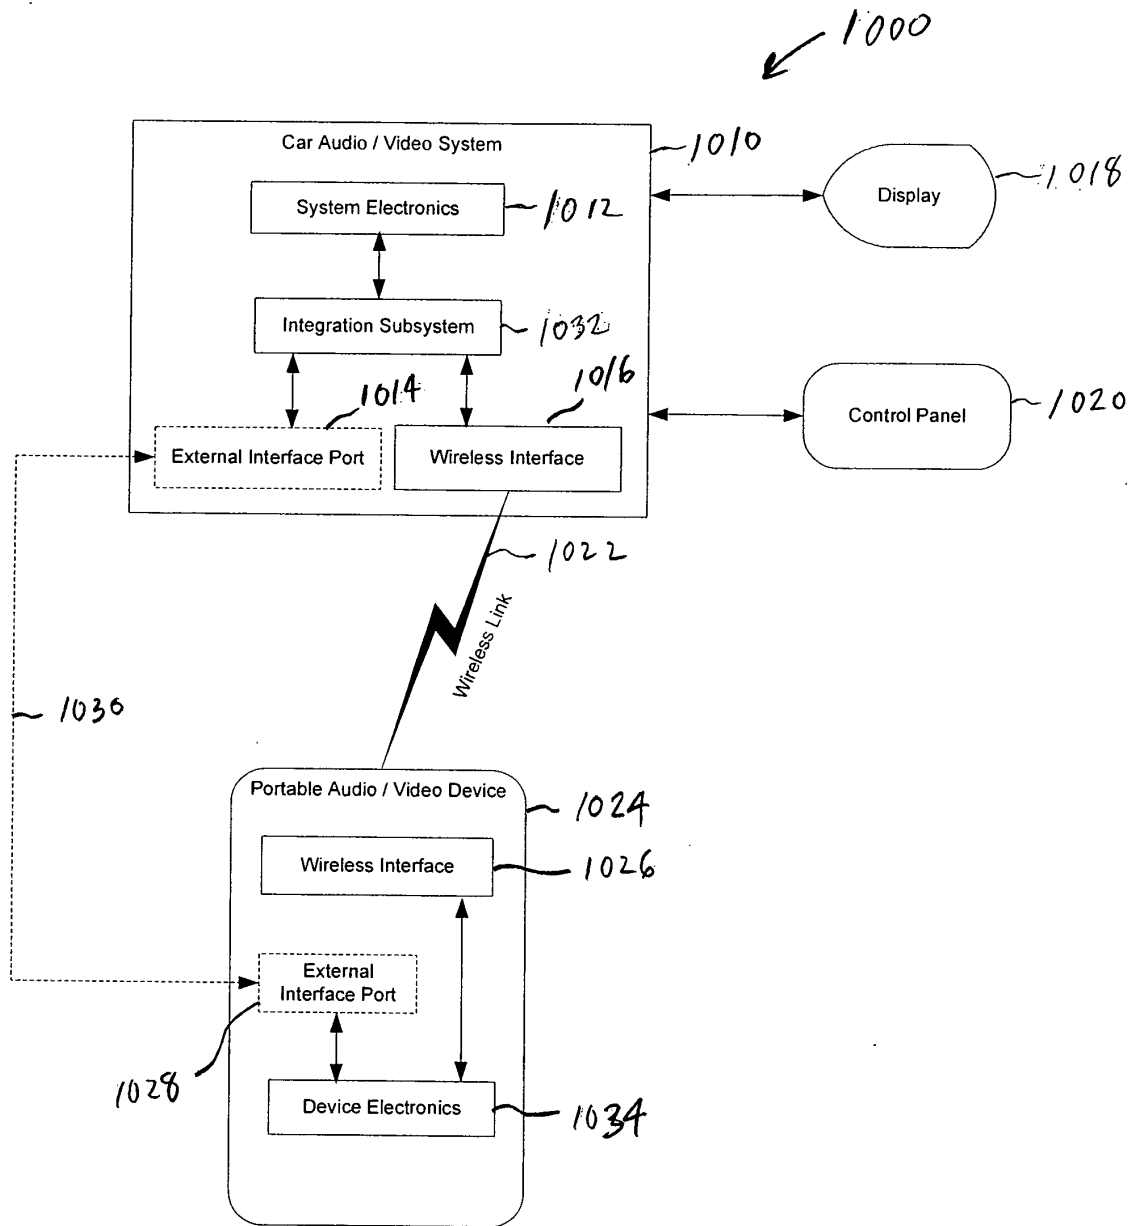 1000
Car Audio / Video System
1010
Display
1018
System Electronics
1012
Integration Subsystem
1032
1014
1016
Control Panel
1020
External Interface Port
Wireless Interface
1022
Wireless Link
1030
Portable Audio / Video Device
1024
Wireless Interface
1026
External
Interface Port
1028
Device Electronics
1034